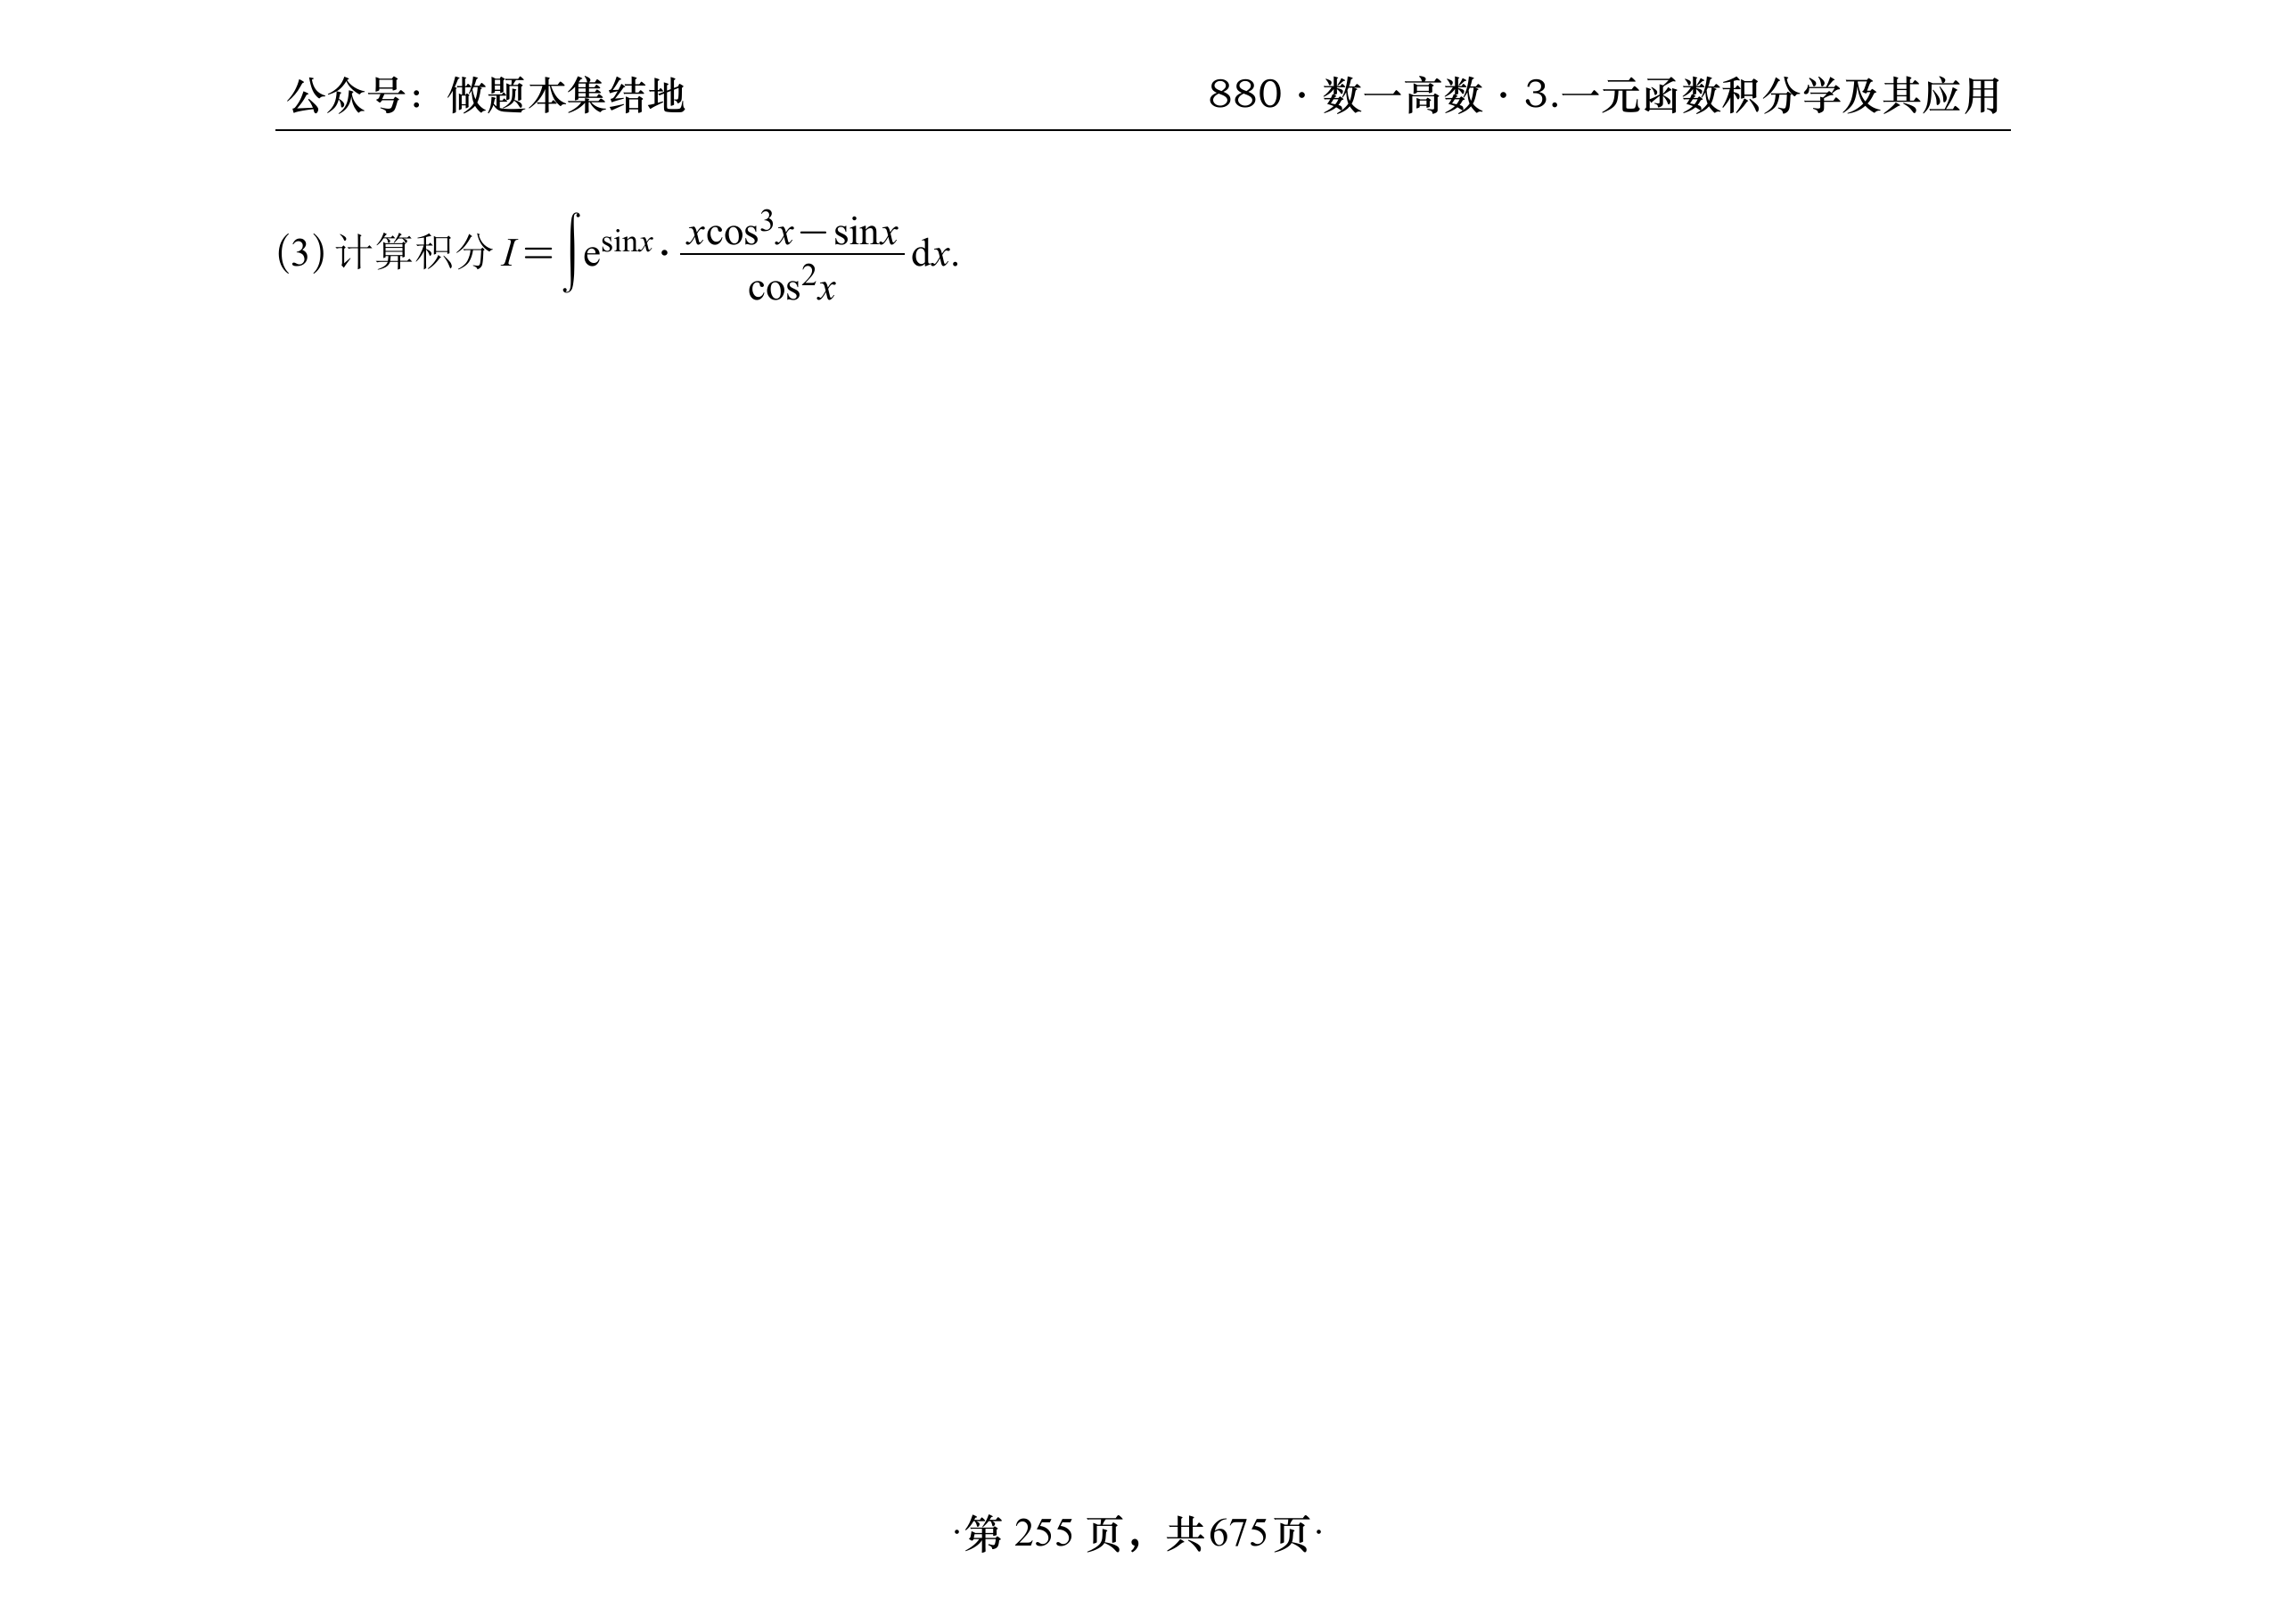 公众号：做题本集结地
880 · 数一高数 · 3.一元函数积分学及其应用
(3) 计算积分 $I=\int e^{\sin x}\cdot\frac{x\cos^3 x-\sin x}{\cos^2 x}dx.$
·第 255 页，共675页·